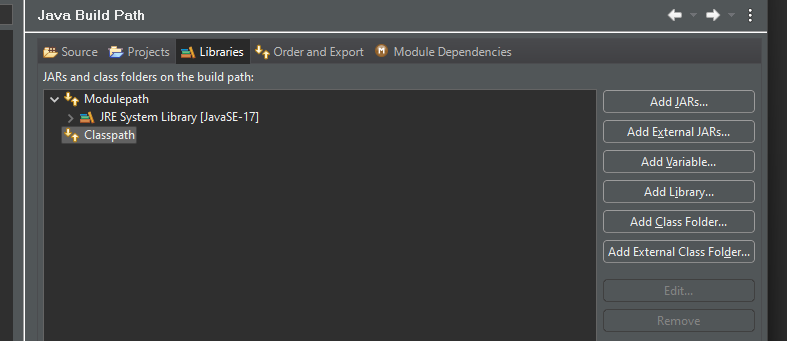 Java Build Path
Source Projects Libraries Order and Export Module Dependencies
JARs and class folders on the build path:
Modulepath
JRE System Library [JavaSE-17]
Classpath
Add JARs...
Add External JARs...
Add Variable...
Add Library...
Add Class Folder...
Add External Class Folder...
Edit...
Remove